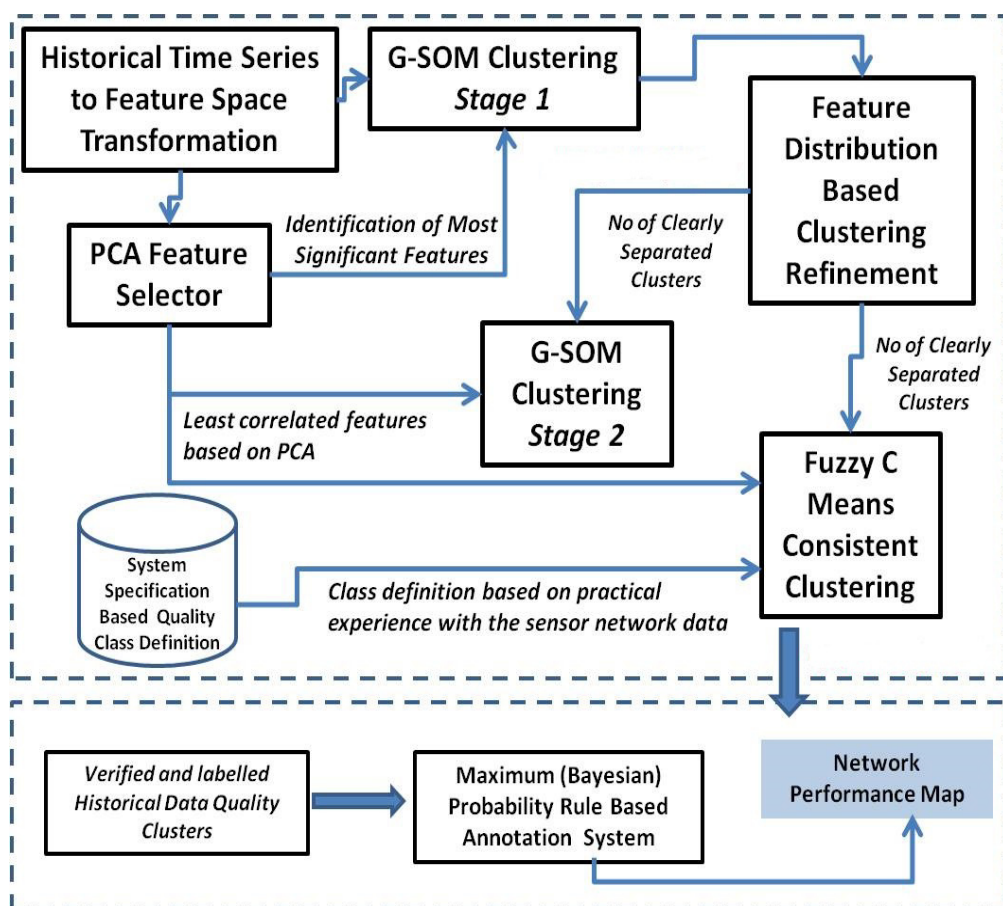 Historical Time Series
to Feature Space
Transformation
G-SOM Clustering
Stage 1
Feature
Distribution
Based
Clustering
Refinement
PCA Feature
Selector
Identification of Most
Significant Features
No of Clearly
Separated
Clusters
G-SOM
Clustering
Stage 2
No of Clearly
Separated
Clusters
Least correlated features
based on PCA
Fuzzy C
Means
Consistent
Clustering
System
Specification
Based Quality
Class Definition
Class definition based on practical
experience with the sensor network data
Verified and labelled
Historical Data Quality
Clusters
Maximum (Bayesian)
Probability Rule Based
Annotation System
Network
Performance Map